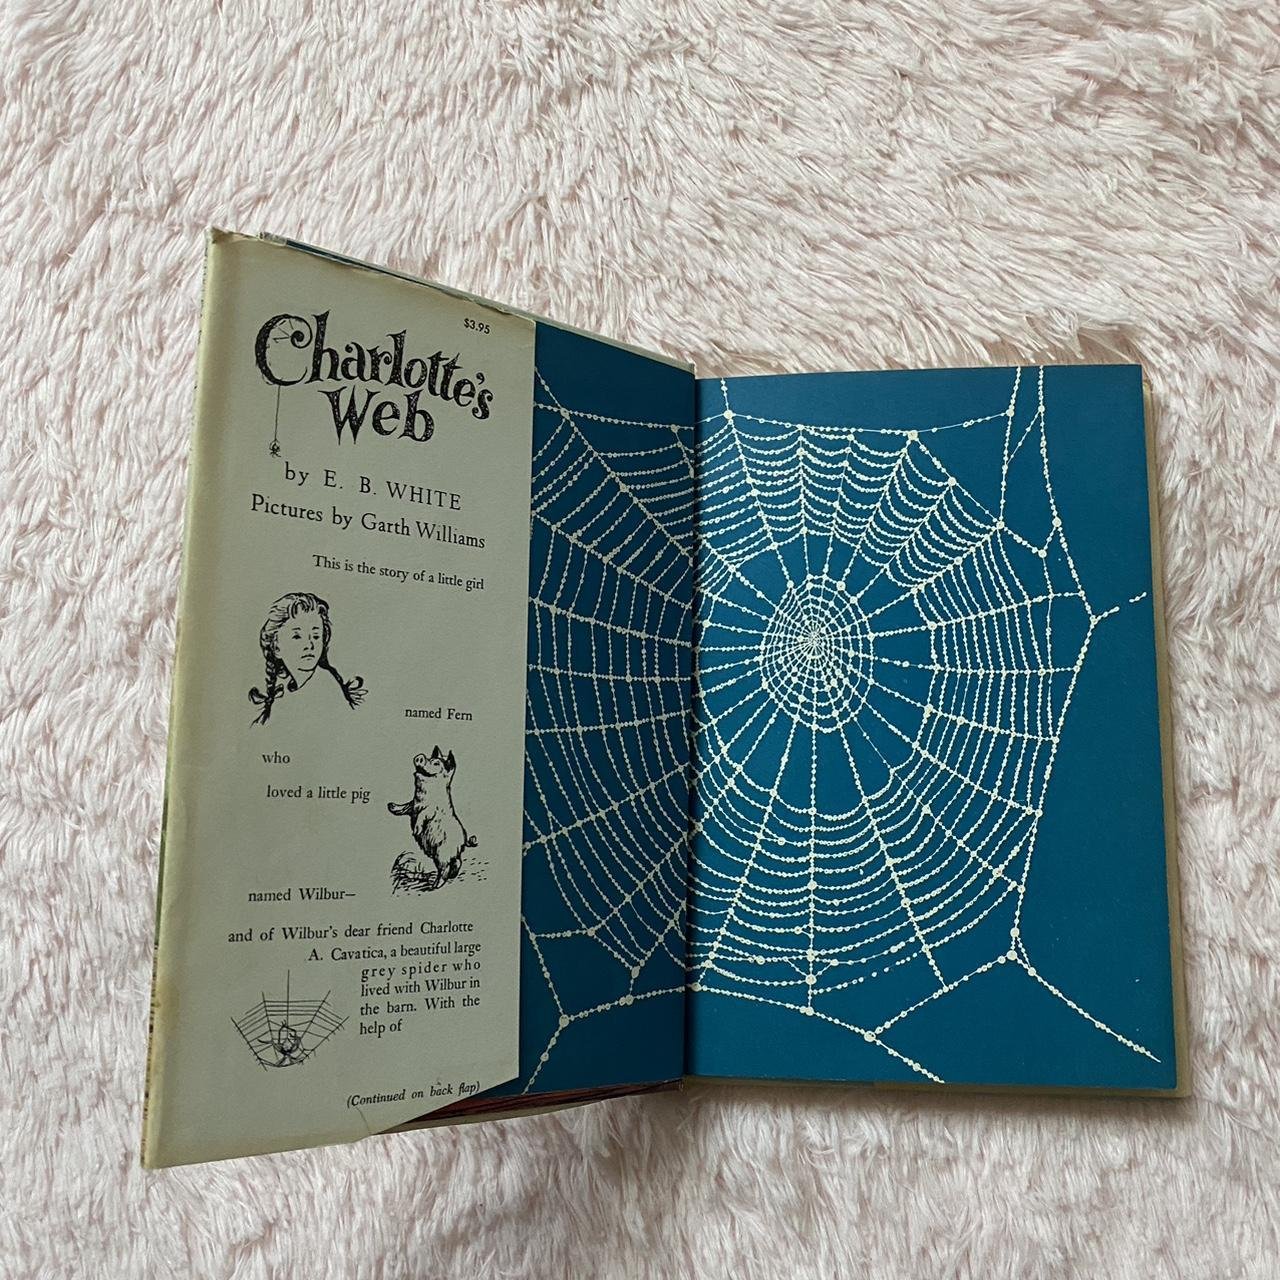 $3.95
Charlotte's
Web
by E. B. WHITE
Pictures by Garth Williams
This is the story of a little girl
named Fern
who
loved a little pig
named Wilbur—
and of Wilbur's dear friend Charlotte
A. Cavatica, a beautiful large
grey spider who
lived with Wilbur in
the barn. With the
help of
(Continued on back flap)